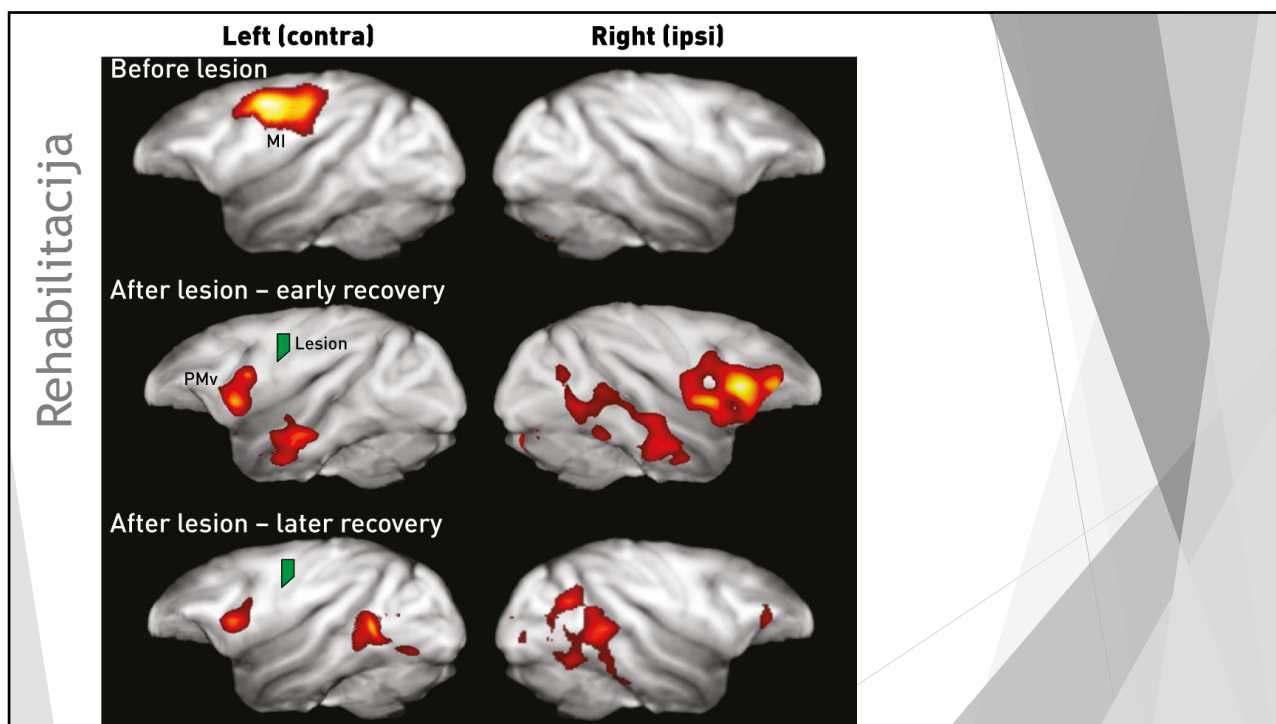 Rehabilitacija
Left (contra)
Right (ipsi)
Before lesion
MI
After lesion – early recovery
Lesion
PMv
After lesion – later recovery